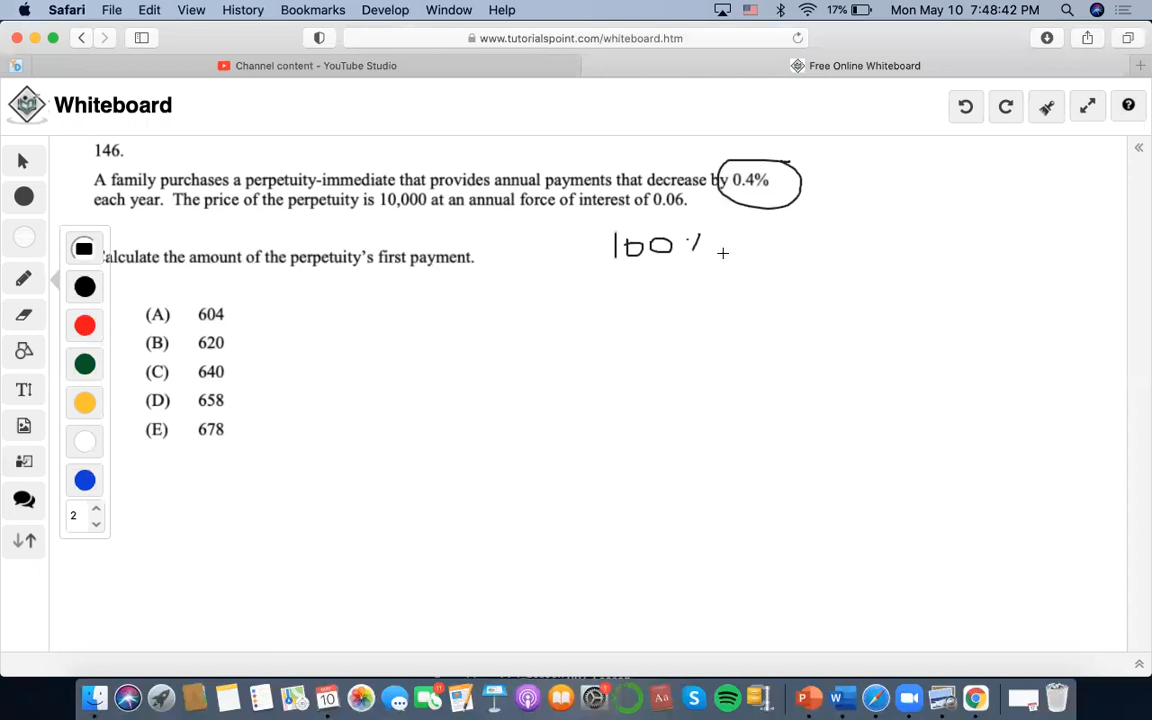 Safari File Edit View History Bookmarks Develop Window Help 17% Mon May 10 7:48:42 PM
www.tutorialspoint.com/whiteboard.htm
Channel content - YouTube Studio Free Online Whiteboard
Whiteboard
146.
A family purchases a perpetuity-immediate that provides annual payments that decrease by 0.4%
each year. The price of the perpetuity is 10,000 at an annual force of interest of 0.06.
100%
alculate the amount of the perpetuity's first payment.
(A) 604
(B) 620
(C) 640
(D) 658
(E) 678
2